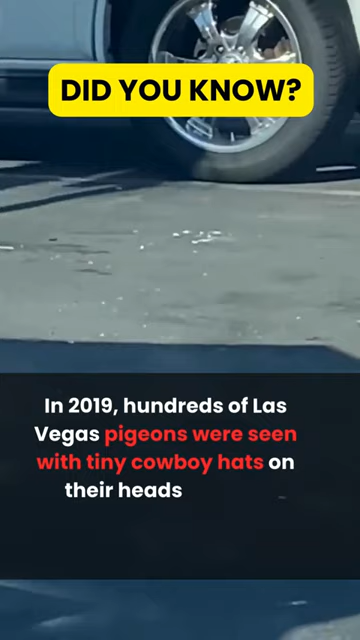 DID YOU KNOW?
In 2019, hundreds of Las
Vegas pigeons were seen
with tiny cowboy hats on
their heads